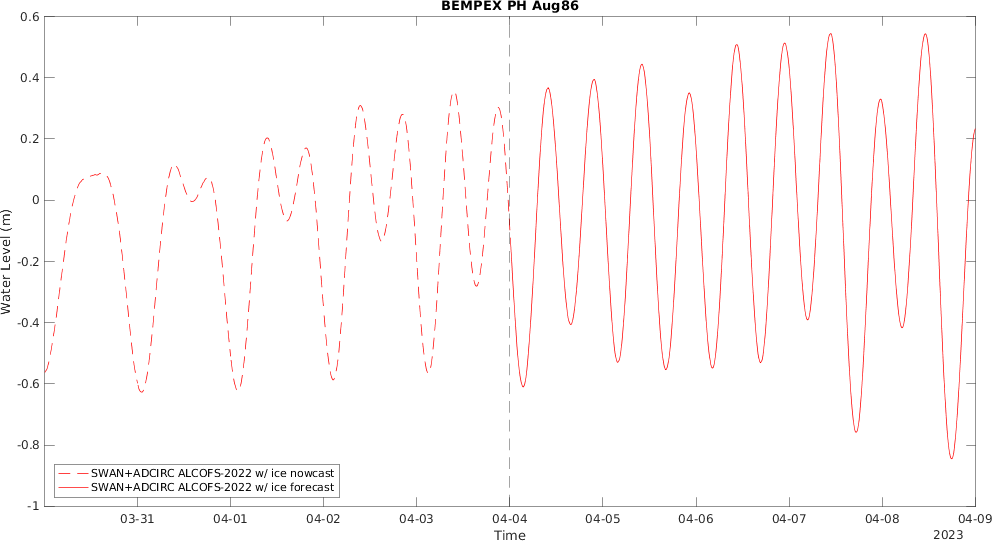 BEMPEX PH Aug86
0.6
0.4
0.2
0
-0.2
-0.4
-0.6
-0.8
-1
Water Level (m)
SWAN+ADCIRC ALCOFS-2022 w/ ice nowcast
SWAN+ADCIRC ALCOFS-2022 w/ ice forecast
03-31 04-01 04-02 04-03 04-04 04-05 04-06 04-07 04-08 04-09
Time
2023